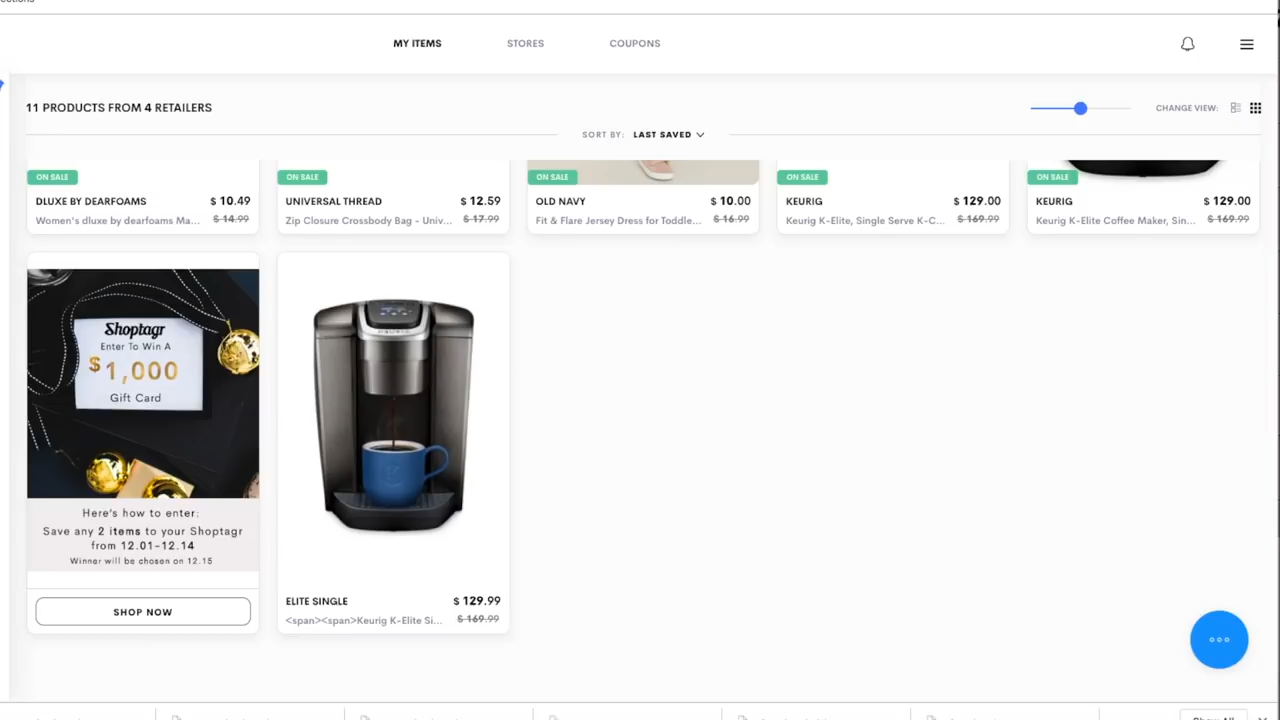 MY ITEMS STORES COUPONS
11 PRODUCTS FROM 4 RETAILERS
CHANGE VIEW:
SORT BY: LAST SAVED
ON SALE ON SALE ON SALE ON SALE ON SALE
DLUXE BY DEARFOAMS $ 10.49
Women's dluxe by dearfoams Ma... $ 14.99
UNIVERSAL THREAD $ 12.59
Zip Closure Crossbody Bag - Univ... $ 17.99
OLD NAVY $ 10.00
Fit & Flare Jersey Dress for Toddle... $ 16.99
KEURIG $ 129.00
Keurig K-Elite, Single Serve K-C... $ 169.99
KEURIG $ 129.00
Keurig K-Elite Coffee Maker, Sin... $ 169.99
Shoptagr
Enter To Win A
$1,000
Gift Card
Here's how to enter:
Save any 2 items to your Shoptagr
from 12.01-12.14
Winner will be chosen on 12.15
SHOP NOW
ELITE SINGLE $ 129.99
<span><span>Keurig K-Elite Si... $ 169.99
Show All